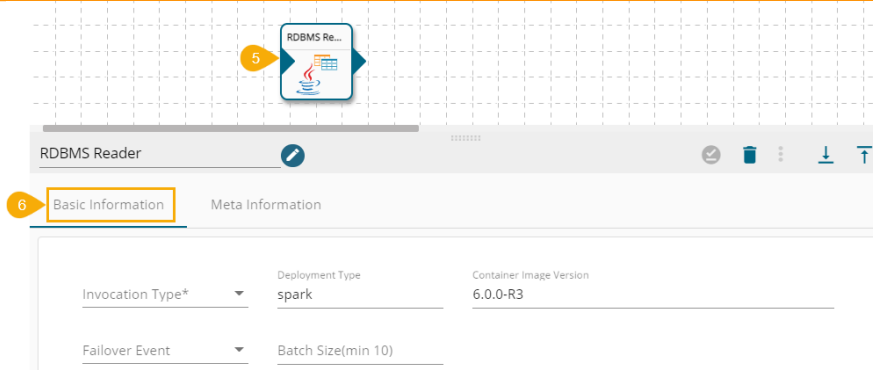 RDBMS Re...
5
RDBMS Reader
6
Basic Information
Meta Information
Deployment Type
Container Image Version
Invocation Type*
spark
6.0.0-R3
Failover Event
Batch Size(min 10)